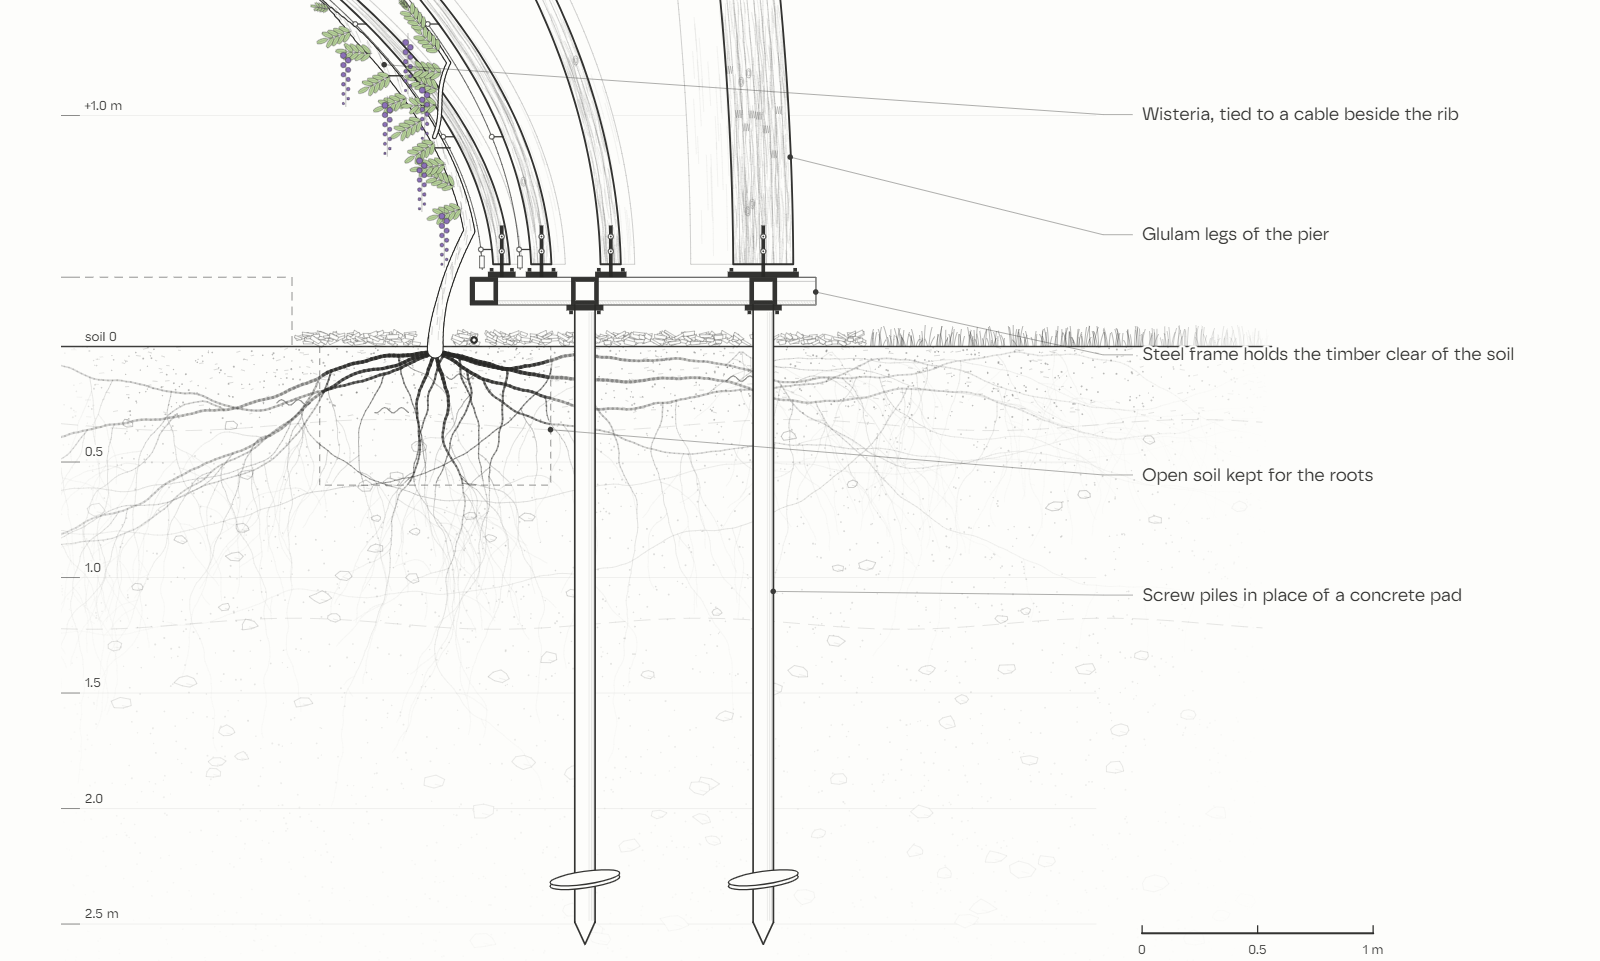 +1.0 m
Wisteria, tied to a cable beside the rib
Glulam legs of the pier
soil 0
Steel frame holds the timber clear of the soil
0.5
Open soil kept for the roots
1.0
Screw piles in place of a concrete pad
1.5
2.0
2.5 m
0 0.5 1 m